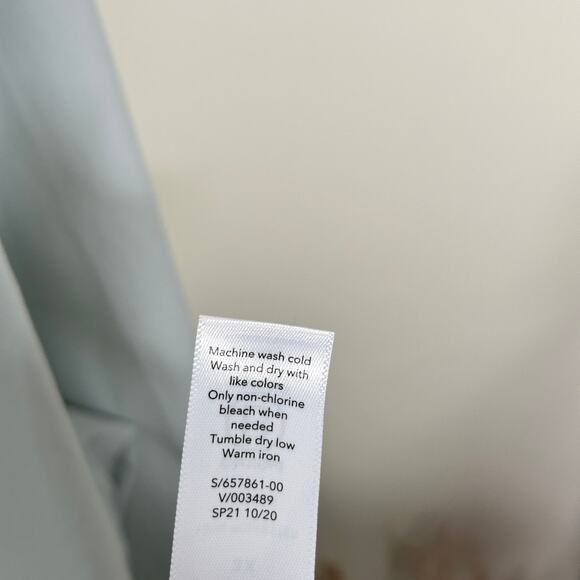 Machine wash cold
Wash and dry with
like colors
Only non-chlorine
bleach when
needed
Tumble dry low
Warm iron
S/657861-00
V/003489
SP21 10/20